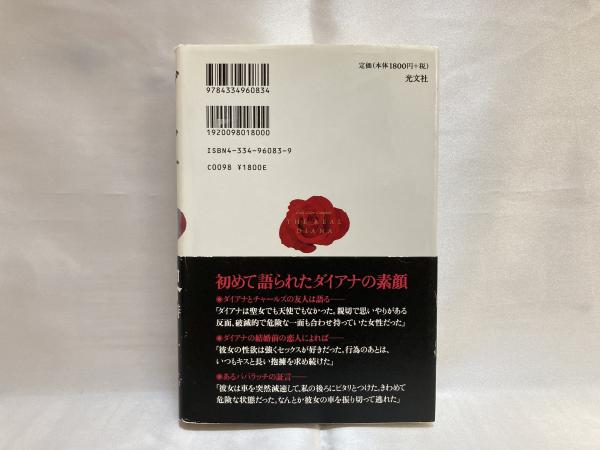 定価(本体1800円+税)
光文社
9784334960834
1920098018000
ISBN4-334-96083-9
C0098 ¥1800E
Lady Colin Campbell
THE REAL
DIANA
初めて語られたダイアナの素顔
◉ダイアナとチャールズの友人は語る──
「ダイアナは聖女でも天使でもなかった。親切で思いやりがある
反面、破滅的で危険な一面も合わせ持っていた女性だった」
◉ダイアナの結婚前の恋人によれば──
「彼女の性欲は強くセックスが好きだった。行為のあとは、
いつもキスと長い抱擁を求め続けた」
◉あるパパラッチの証言──
「彼女は車を突然減速して、私の後ろにピタリとつけた。きわめて
危険な状態だった。なんとか彼女の車を振り切って逃れた」